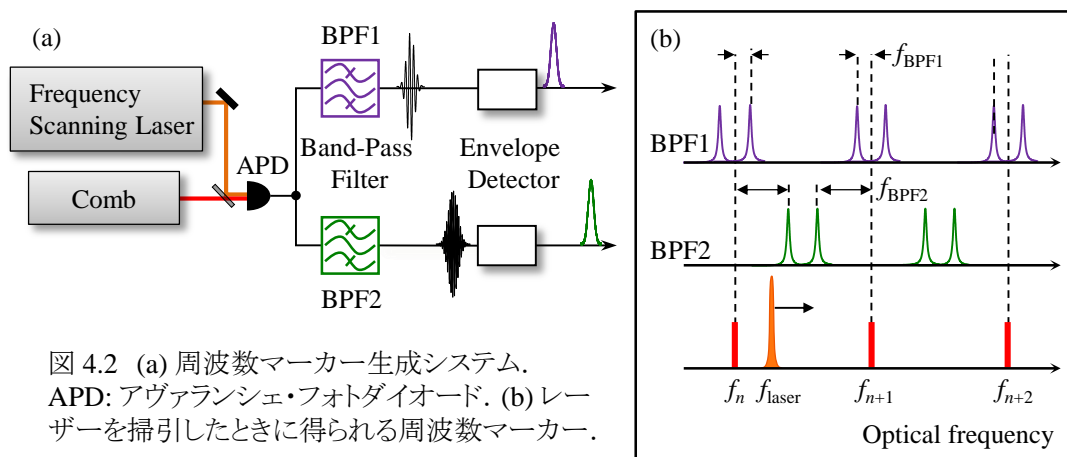 (a)
BPF1
Frequency
Scanning Laser
APD
Band-Pass
Filter
Envelope
Detector
Comb
BPF2
図 4.2 (a) 周波数マーカー生成システム.
APD: アヴァランシェ・フォトダイオード. (b) レー
ザーを掃引したときに得られる周波数マーカー.
(b)
f_BPF1
BPF1
f_BPF2
BPF2
f_n
f_laser
f_n+1
f_n+2
Optical frequency